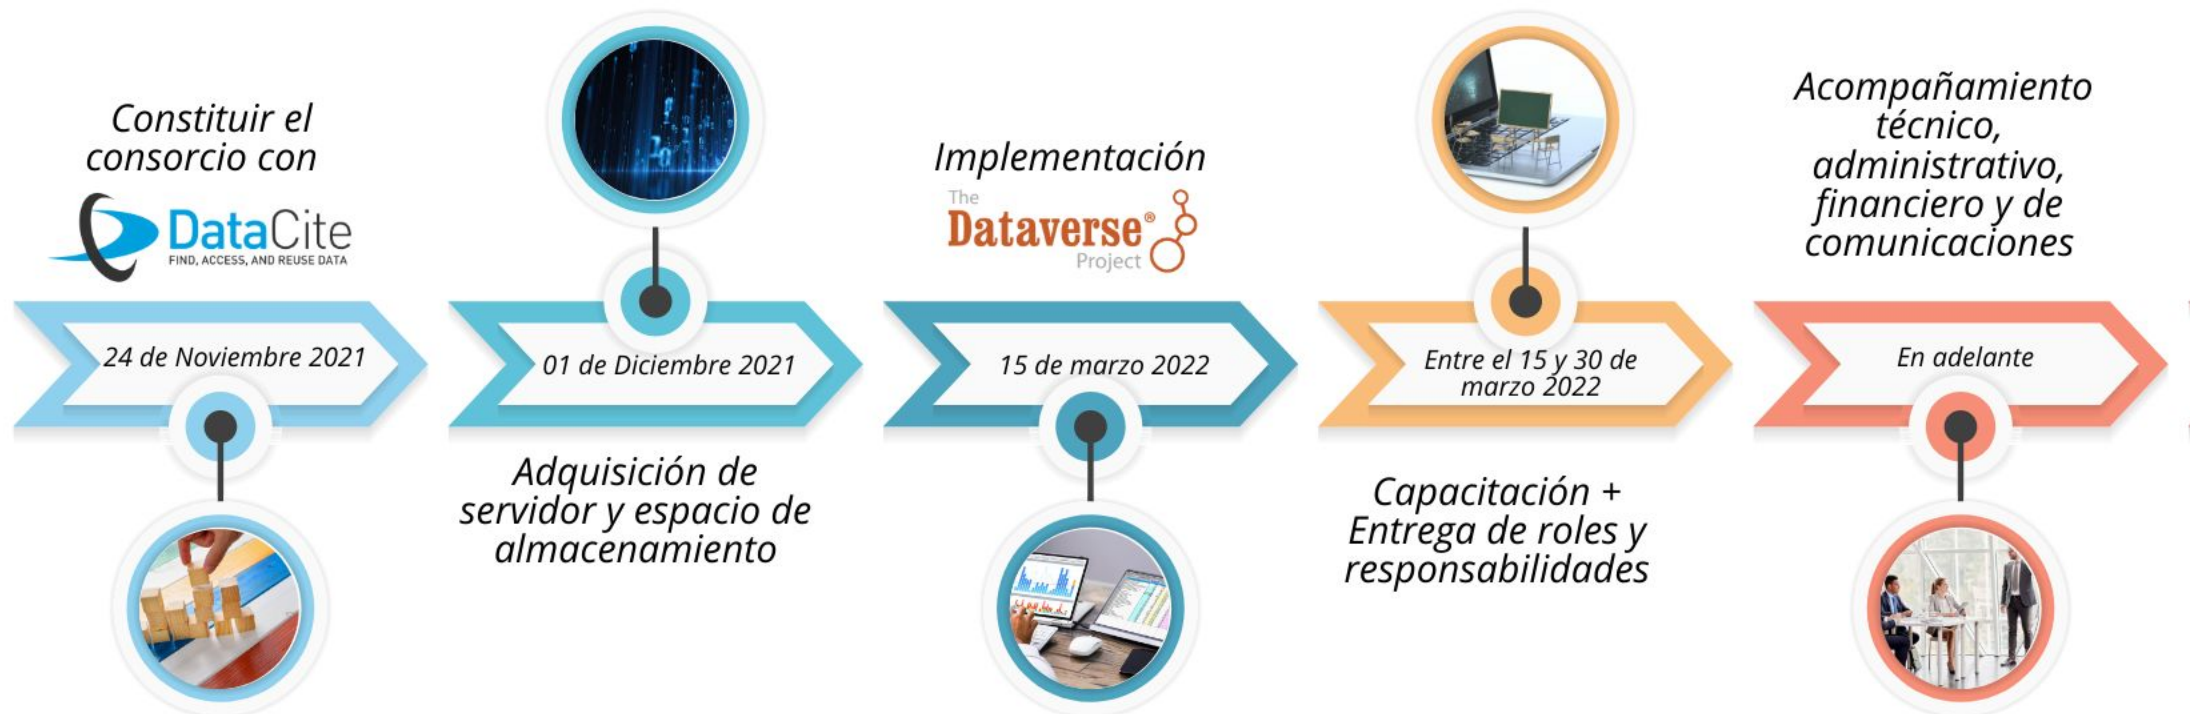 Constituir el
consorcio con
DataCite
FIND, ACCESS, AND REUSE DATA
24 de Noviembre 2021
01 de Diciembre 2021
Adquisición de
servidor y espacio de
almacenamiento
Implementación
The
Dataverse®
Project
15 de marzo 2022
Entre el 15 y 30 de
marzo 2022
Capacitación +
Entrega de roles y
responsabilidades
Acompañamiento
técnico,
administrativo,
financiero y de
comunicaciones
En adelante